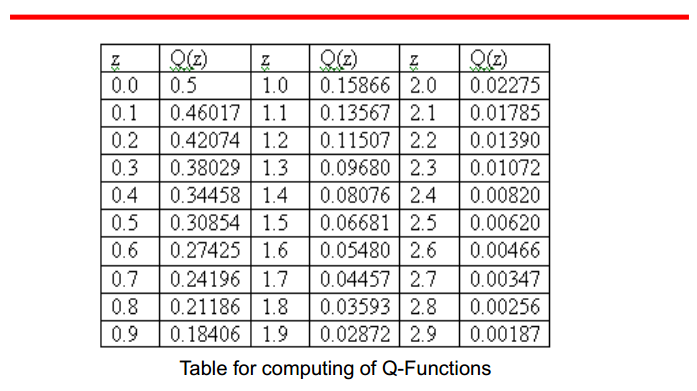 z Q(z) z Q(z) z Q(z)
0.0 0.5 1.0 0.15866 2.0 0.02275
0.1 0.46017 1.1 0.13567 2.1 0.01785
0.2 0.42074 1.2 0.11507 2.2 0.01390
0.3 0.38029 1.3 0.09680 2.3 0.01072
0.4 0.34458 1.4 0.08076 2.4 0.00820
0.5 0.30854 1.5 0.06681 2.5 0.00620
0.6 0.27425 1.6 0.05480 2.6 0.00466
0.7 0.24196 1.7 0.04457 2.7 0.00347
0.8 0.21186 1.8 0.03593 2.8 0.00256
0.9 0.18406 1.9 0.02872 2.9 0.00187
Table for computing of Q-Functions